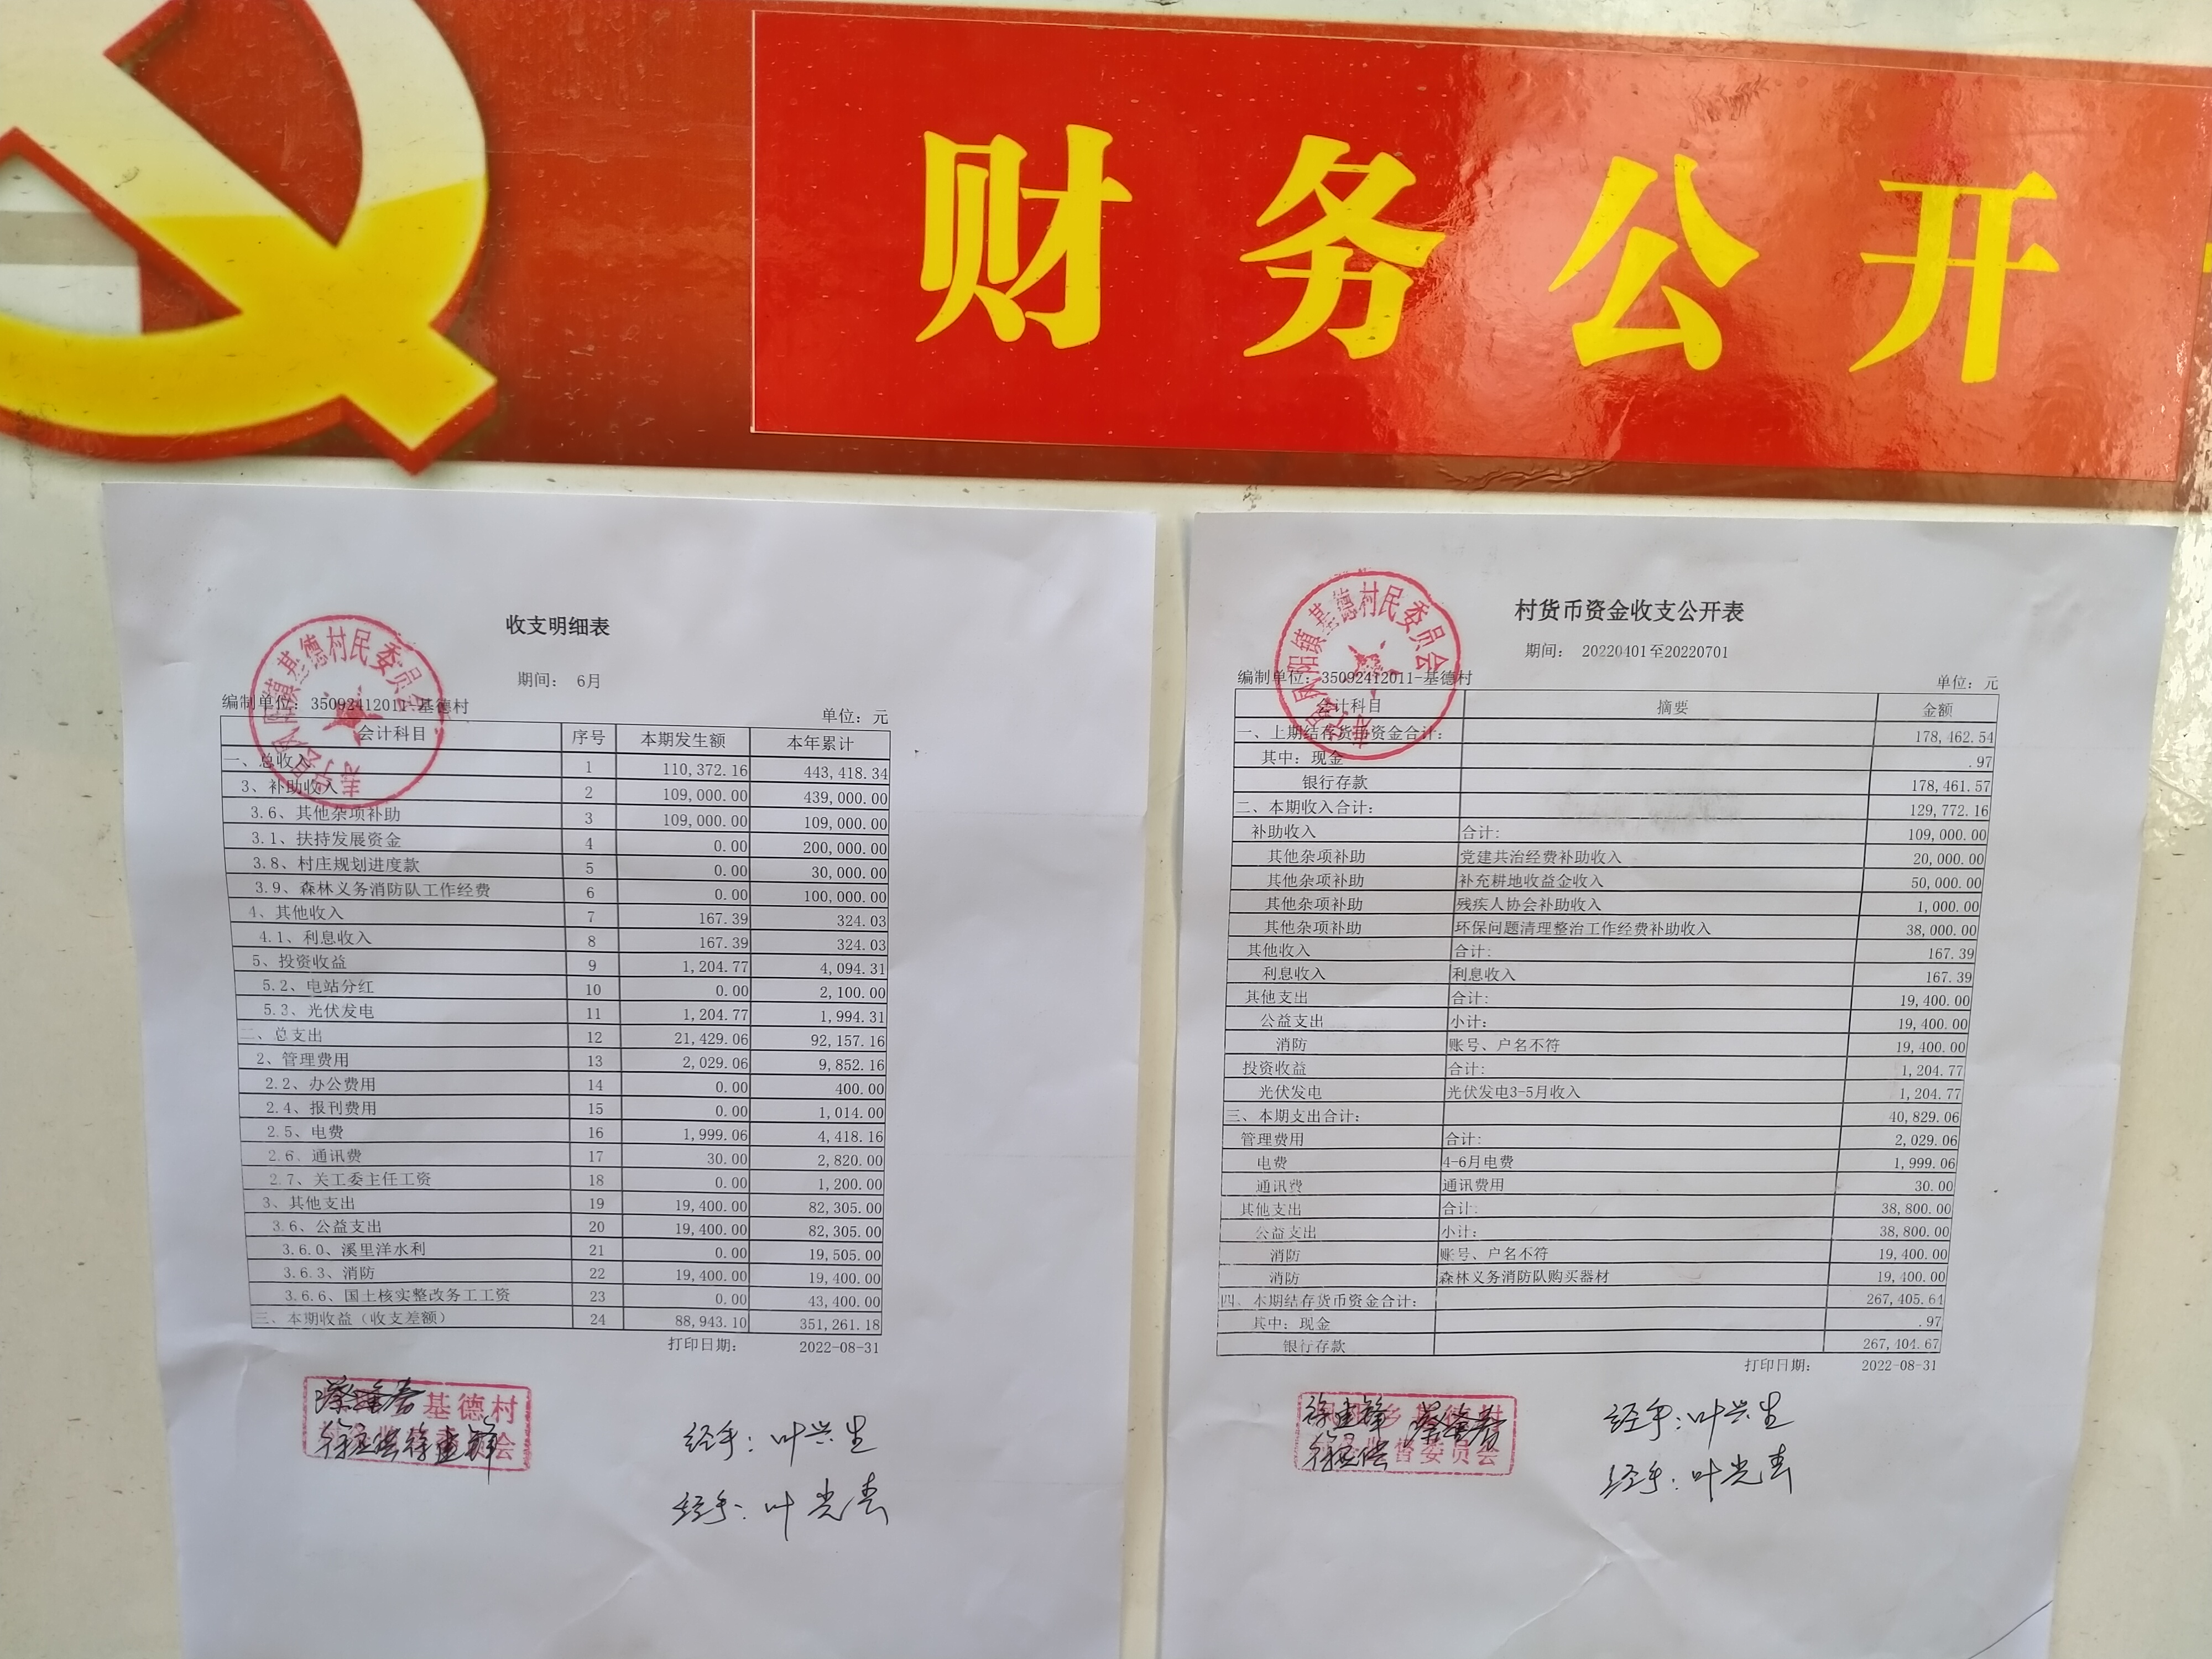 财务公开
收支明细表
期间： 6月
编制单位：35092412011-基德村
单位：元
会计科目 序号 本期发生额 本年累计
一、总收入 1 110,372.16 443,418.34
3、补助收入 2 109,000.00 439,000.00
3.6、其他杂项补助 3 109,000.00 109,000.00
3.1、扶持发展资金 4 0.00 200,000.00
3.8、村庄规划进度款 5 0.00 30,000.00
3.9、森林义务消防队工作经费 6 0.00 100,000.00
4、其他收入 7 167.39 324.03
4.1、利息收入 8 167.39 324.03
5、投资收益 9 1,204.77 4,094.31
5.2、电站分红 10 0.00 2,100.00
5.3、光伏发电 11 1,204.77 1,994.31
二、总支出 12 21,429.06 92,157.16
2、管理费用 13 2,029.06 9,852.16
2.2、办公费用 14 0.00 400.00
2.4、报刊费用 15 0.00 1,014.00
2.5、电费 16 1,999.06 4,418.16
2.6、通讯费 17 30.00 2,820.00
2.7、关工委主任工资 18 0.00 1,200.00
3、其他支出 19 19,400.00 82,305.00
3.6、公益支出 20 19,400.00 82,305.00
3.6.0、溪里洋水利 21 0.00 19,505.00
3.6.3、消防 22 19,400.00 19,400.00
3.6.6、国土核实整改务工工资 23 0.00 43,400.00
三、本期收益（收支差额） 24 88,943.10 351,261.18
打印日期： 2022-08-31
基德村
经手：叶兴生
经手：叶光春
村货币资金收支公开表
期间： 20220401至20220701
编制单位：35092412011-基德村
单位：元
会计科目 摘要 金额
一、上期结存货币资金合计： 178,462.54
其中：现金 .97
银行存款 178,461.57
二、本期收入合计： 129,772.16
补助收入 合计： 109,000.00
其他杂项补助 党建共治经费补助收入 20,000.00
其他杂项补助 补充耕地收益金收入 50,000.00
其他杂项补助 残疾人协会补助收入 1,000.00
其他杂项补助 环保问题清理整治工作经费补助收入 38,000.00
其他收入 合计： 167.39
利息收入 利息收入 167.39
其他支出 合计： 19,400.00
公益支出 小计： 19,400.00
消防 账号、户名不符 19,400.00
投资收益 合计： 1,204.77
光伏发电 光伏发电3-5月收入 1,204.77
三、本期支出合计： 40,829.06
管理费用 合计： 2,029.06
电费 4-6月电费 1,999.06
通讯费 通讯费用 30.00
其他支出 合计： 38,800.00
公益支出 小计： 38,800.00
消防 账号、户名不符 19,400.00
消防 森林义务消防队购买器材 19,400.00
四、本期结存货币资金合计： 267,405.64
其中：现金 .97
银行存款 267,404.67
打印日期： 2022-08-31
经手：叶兴生
经手：叶光春
寿宁县凤阳镇基德村民委员会
寿宁县凤阳镇基德村民委员会